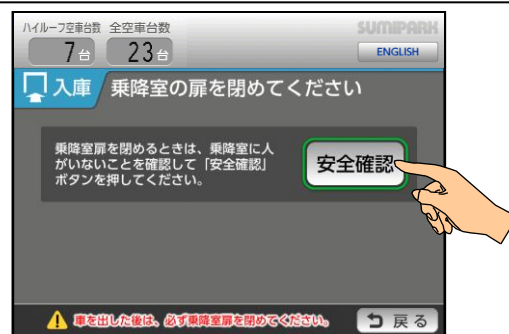 ハイルーフ空車台数 全空車台数
7台 23台
SUMIPARK
ENGLISH
入庫 乗降室の扉を閉めてください
乗降室扉を閉めるときは、乗降室に人
がいないことを確認して「安全確認」
ボタンを押してください。
安全確認
車を出した後は、必ず乗降室扉を閉めてください。
戻る